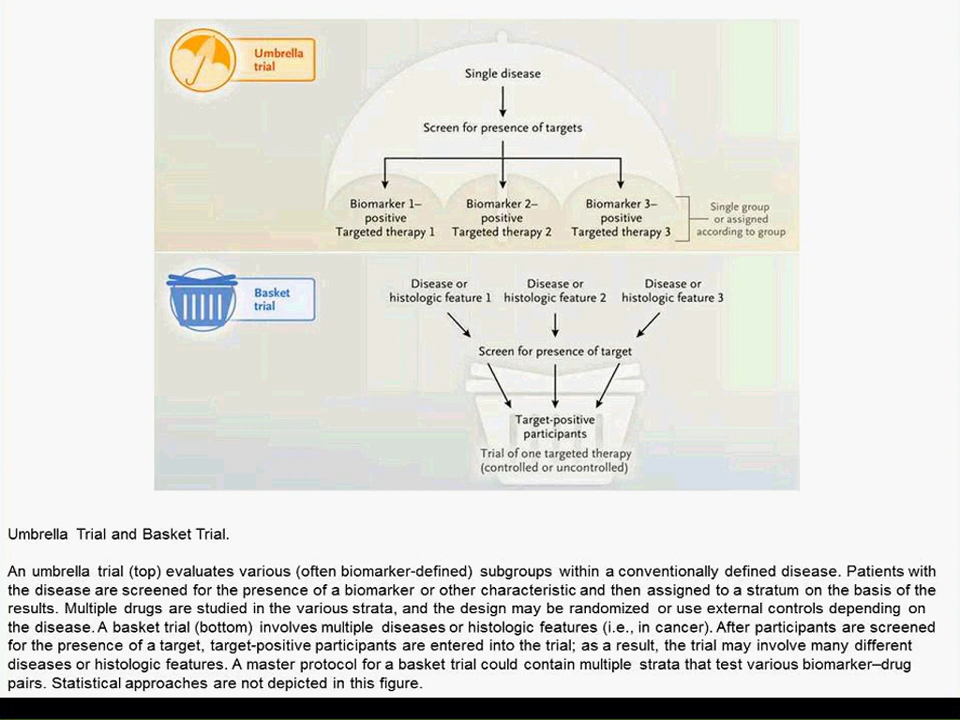 Umbrella
trial
Single disease
Screen for presence of targets
Biomarker 1–
positive
Targeted therapy 1
Biomarker 2–
positive
Targeted therapy 2
Biomarker 3–
positive
Targeted therapy 3
Single group
or assigned
according to group
Basket
trial
Disease or
histologic feature 1
Disease or
histologic feature 2
Disease or
histologic feature 3
Screen for presence of target
Target-positive
participants
Trial of one targeted therapy
(controlled or uncontrolled)
Umbrella Trial and Basket Trial.
An umbrella trial (top) evaluates various (often biomarker-defined) subgroups within a conventionally defined disease. Patients with
the disease are screened for the presence of a biomarker or other characteristic and then assigned to a stratum on the basis of the
results. Multiple drugs are studied in the various strata, and the design may be randomized or use external controls depending on
the disease. A basket trial (bottom) involves multiple diseases or histologic features (i.e., in cancer). After participants are screened
for the presence of a target, target-positive participants are entered into the trial; as a result, the trial may involve many different
diseases or histologic features. A master protocol for a basket trial could contain multiple strata that test various biomarker–drug
pairs. Statistical approaches are not depicted in this figure.